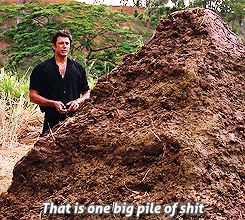 That is one big pile of shit